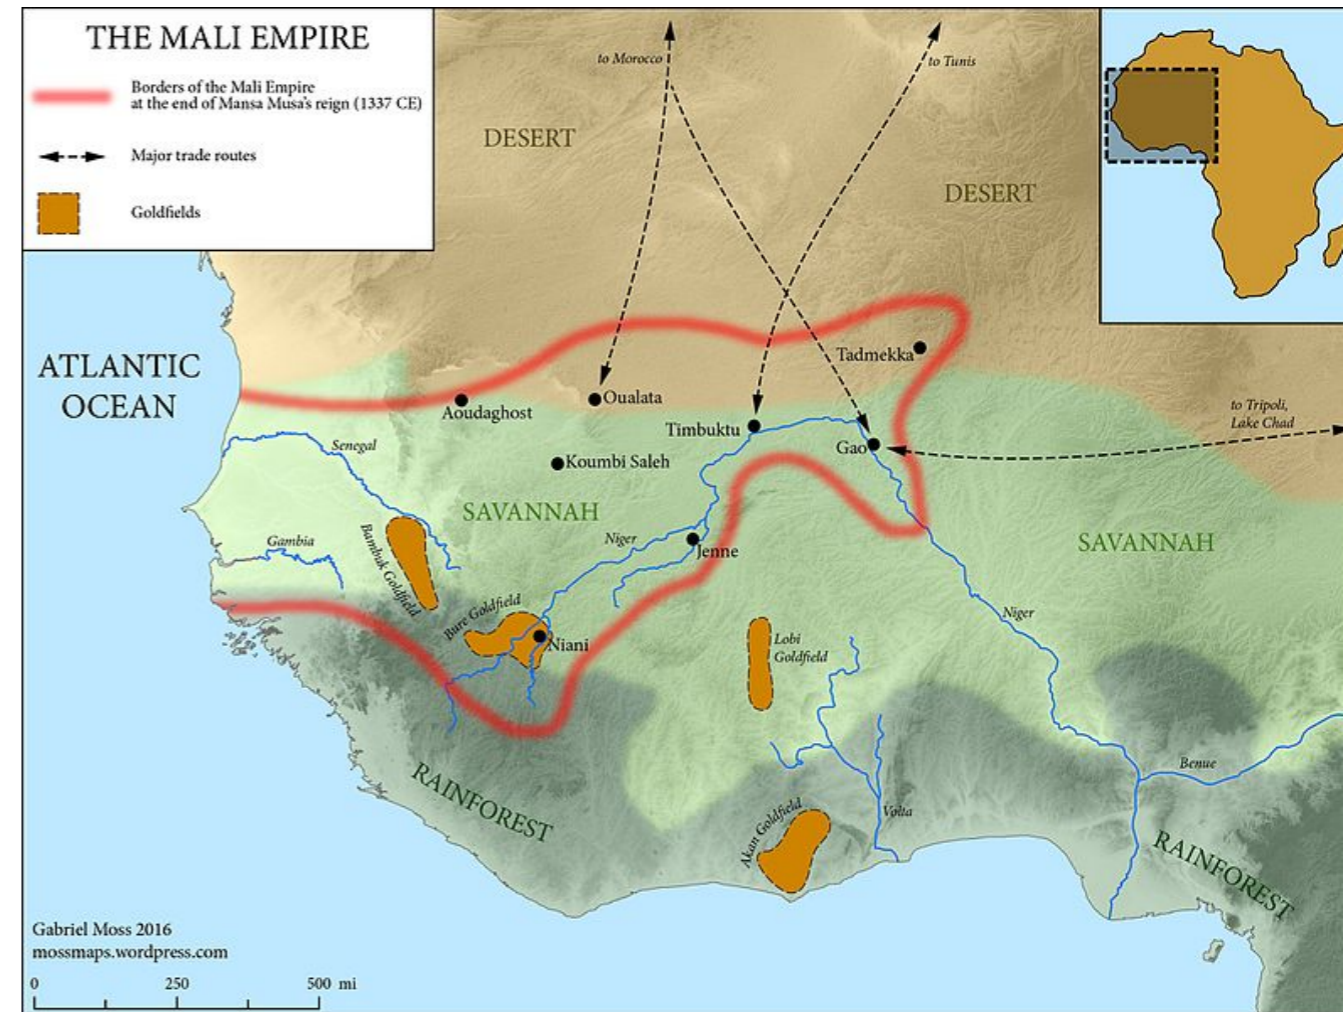 THE MALI EMPIRE
Borders of the Mali Empire
at the end of Mansa Musa's reign (1337 CE)
Major trade routes
Goldfields
to Morocco
to Tunis
DESERT
DESERT
ATLANTIC
OCEAN
Tadmekka
Aoudaghost
Oualata
Timbuktu
Gao
to Tripoli,
Lake Chad
Senegal
Koumbi Saleh
SAVANNAH
SAVANNAH
Gambia
Bambuk Goldfield
Niger
Jenne
Bure Goldfield
Niani
Lobi
Goldfield
Niger
RAINFOREST
Akan Goldfield
Volta
Benue
RAINFOREST
Gabriel Moss 2016
mossmaps.wordpress.com
0 250 500 mi